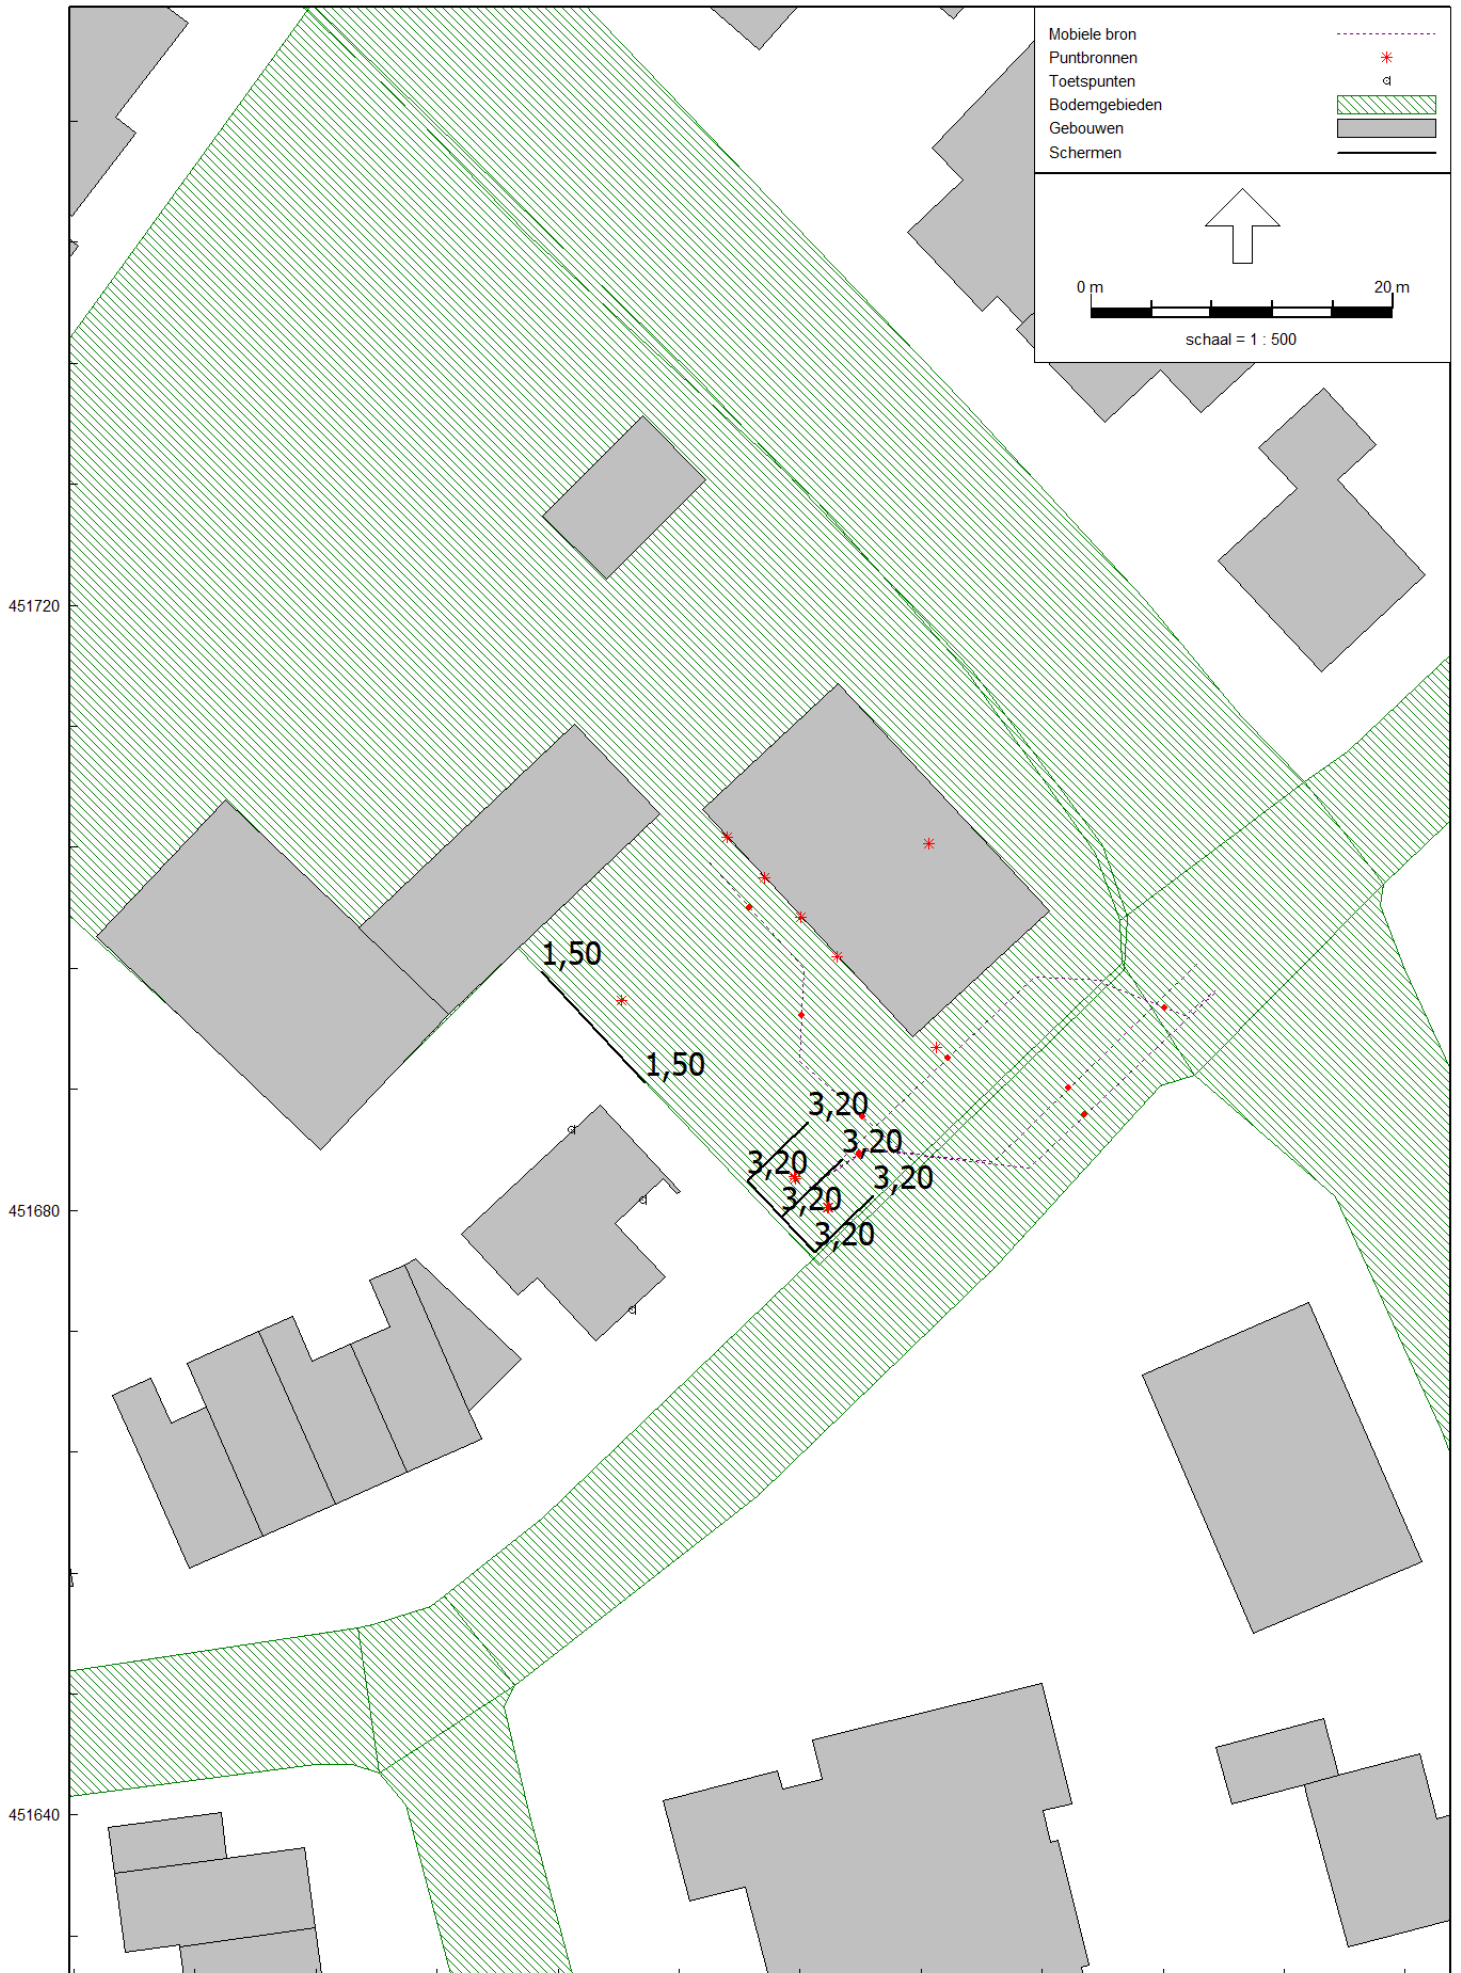 Mobiele bron
Puntbronnen
Toetspunten
Bodemgebieden
Gebouwen
Schermen
0 m 20 m
schaal = 1 : 500
451720
1,50
1,50
3,20
3,20
3,20
3,20
3,20
3,20
451680
451640